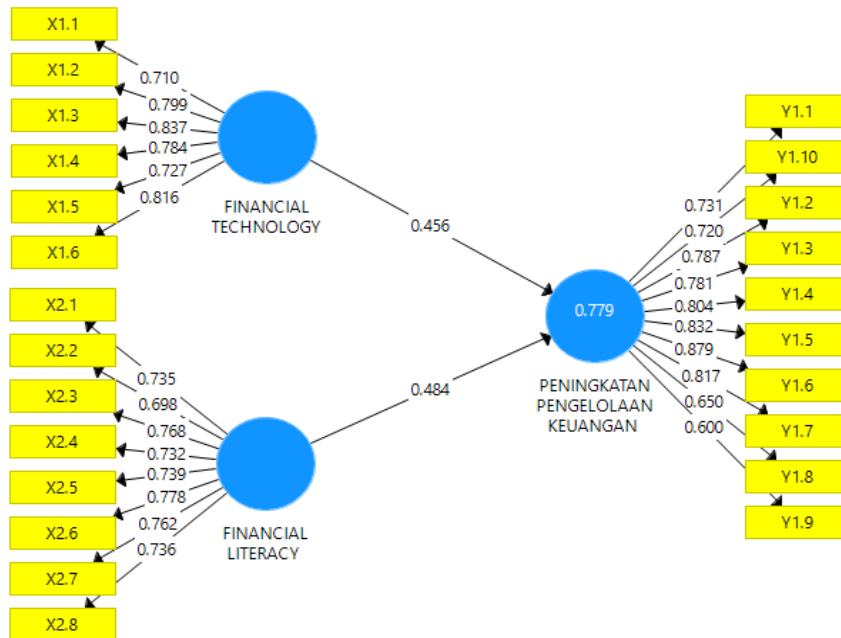 X1.1
X1.2
X1.3
X1.4
X1.5
X1.6
0.710
0.799
0.837
0.784
0.727
0.816
FINANCIAL
TECHNOLOGY
0.456
X2.1
X2.2
X2.3
X2.4
X2.5
X2.6
X2.7
X2.8
0.735
0.698
0.768
0.732
0.739
0.778
0.762
0.736
FINANCIAL
LITERACY
0.484
0.779
PENINGKATAN
PENGELOLAAN
KEUANGAN
0.731
0.720
0.787
0.781
0.804
0.832
0.879
0.817
0.650
0.600
Y1.1
Y1.10
Y1.2
Y1.3
Y1.4
Y1.5
Y1.6
Y1.7
Y1.8
Y1.9